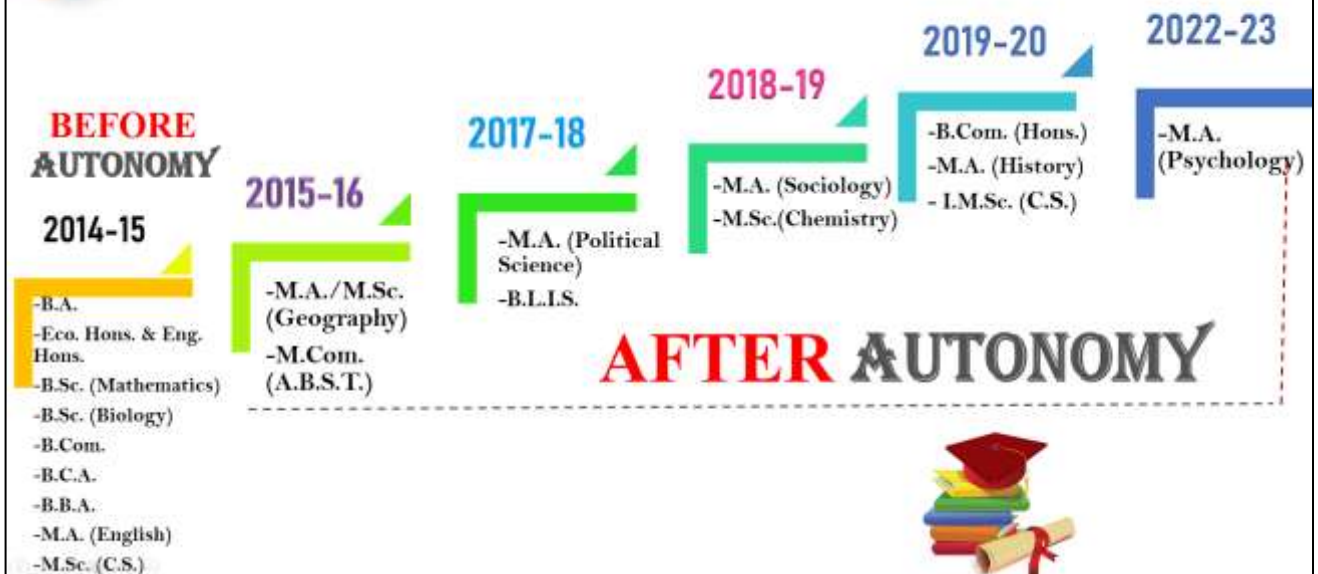 BEFORE
AUTONOMY
2014-15
-B.A.
-Eco. Hons. & Eng.
Hons.
-B.Sc. (Mathematics)
-B.Sc. (Biology)
-B.Com.
-B.C.A.
-B.B.A.
-M.A. (English)
-M.Sc. (C.S.)
2015-16
-M.A./M.Sc.
(Geography)
-M.Com.
(A.B.S.T.)
2017-18
-M.A. (Political
Science)
-B.L.I.S.
2018-19
-M.A. (Sociology)
-M.Sc.(Chemistry)
2019-20
-B.Com. (Hons.)
-M.A. (History)
- I.M.Sc. (C.S.)
2022-23
-M.A.
(Psychology)
AFTER AUTONOMY